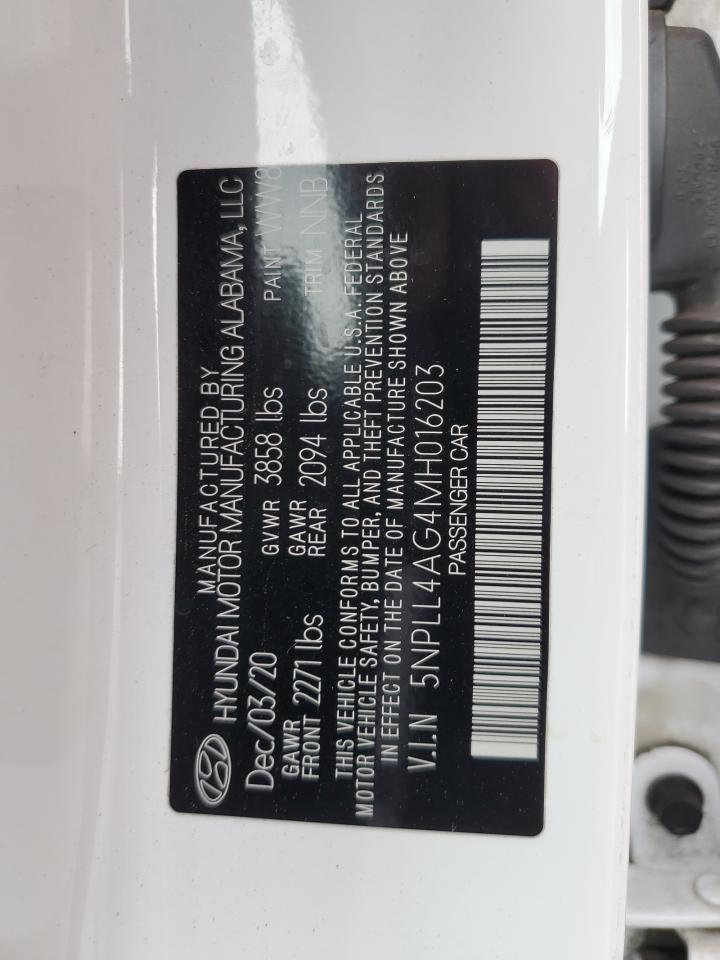 MANUFACTURED BY
HYUNDAI MOTOR MANUFACTURING ALABAMA, LLC
Dec/03/20 GVWR 3858 lbs PAINT WW8
GAWR FRONT 2271 lbs GAWR REAR 2094 lbs TRIM NNB
THIS VEHICLE CONFORMS TO ALL APPLICABLE U.S.A. FEDERAL
MOTOR VEHICLE SAFETY, BUMPER, AND THEFT PREVENTION STANDARDS
IN EFFECT ON THE DATE OF MANUFACTURE SHOWN ABOVE
V.I.N 5NPLL4AG4MH016203
PASSENGER CAR